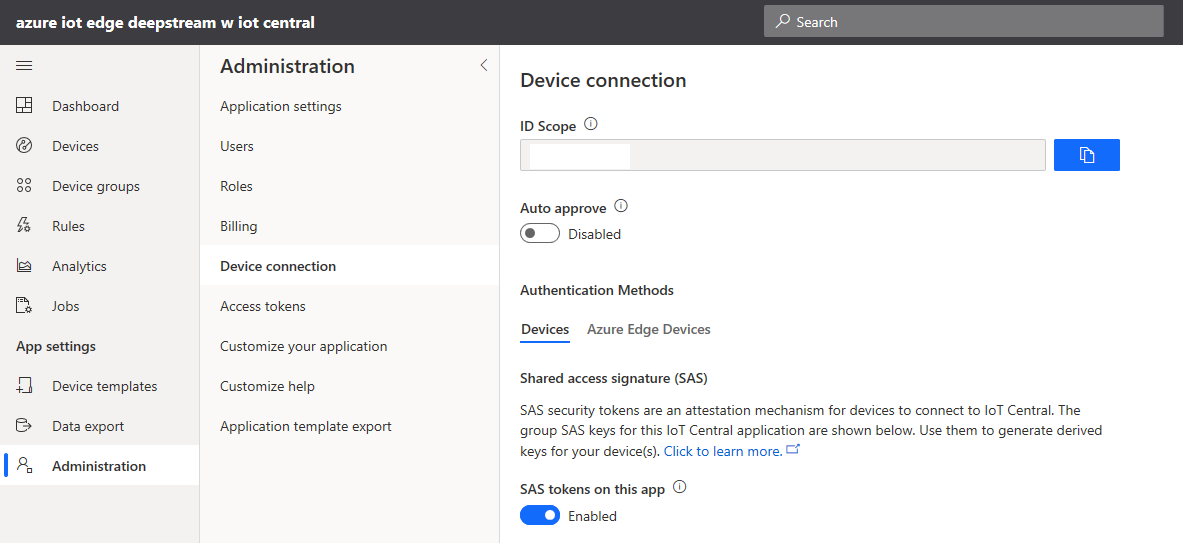 azure iot edge deepstream w iot central
Search
Dashboard
Devices
Device groups
Rules
Analytics
Jobs
App settings
Device templates
Data export
Administration
Administration
Application settings
Users
Roles
Billing
Device connection
Access tokens
Customize your application
Customize help
Application template export
Device connection
ID Scope
Auto approve
Disabled
Authentication Methods
Devices
Azure Edge Devices
Shared access signature (SAS)
SAS security tokens are an attestation mechanism for devices to connect to IoT Central. The
group SAS keys for this IoT Central application are shown below. Use them to generate derived
keys for your device(s). Click to learn more.
SAS tokens on this app
Enabled